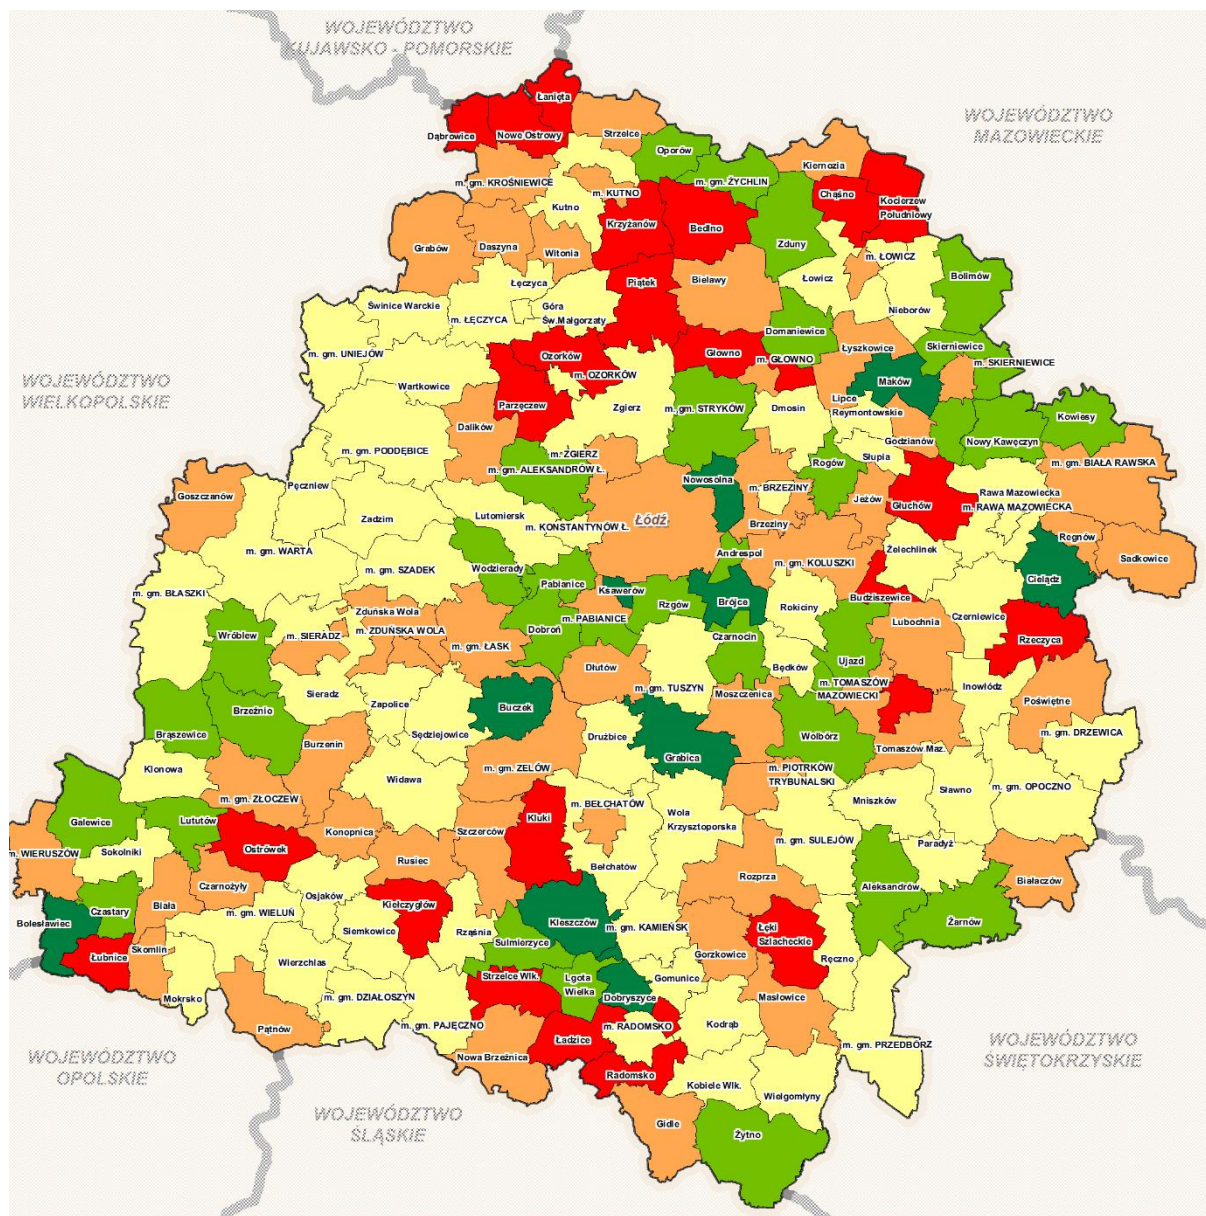 WOJEWÓDZTWO
KUJAWSKO - POMORSKIE
WOJEWÓDZTWO
MAZOWIECKIE
Łanięta
Dąbrowice
Nowe Ostrowy
Strzelce
Oporów
Kiernozia
m. gm. KROŚNIEWICE
m. KUTNO
m. gm. ŻYCHLIN
Chąśno
Kocierzew
Południowy
Kutno
Krzyżanów
Bedlno
Zduny
Grabów
Daszyna
Witonia
m. ŁOWICZ
Bolimów
Łęczyca
Piątek
Bielawy
Łowicz
Świnice Warckie
m. ŁĘCZYCA
Góra
Św.Małgorzaty
Nieborów
Domaniewice
m. gm. UNIEJÓW
Ozorków
Głowno
m. GŁOWNO
Łyszkowice
Skierniewice
m. SKIERNIEWICE
WOJEWÓDZTWO
WIELKOPOLSKIE
Wartkowice
m. OZORKÓW
Maków
Parzęczew
Zgierz
m. gm. STRYKÓW
Dmosin
Lipce
Reymontowskie
Kowiesy
Dalików
Godzianów
Nowy Kawęczyn
m. gm. PODDĘBICE
m. ZGIERZ
m. gm. ALEKSANDRÓW Ł.
Słupia
Rogów
m. gm. BIAŁA RAWSKA
Pęczniew
Nowosolna
m. BRZEZINY
Goszczanów
Jeżów
Głuchów
Rawa Mazowiecka
m. RAWA MAZOWIECKA
Zadzim
Lutomiersk
m. KONSTANTYNÓW Ł.
Łódź
Brzeziny
Regnów
Sadkowice
m. gm. WARTA
Andrespol
Żelechlinek
m. gm. SZADEK
Wodzierady
m. gm. KOLUSZKI
Cielądz
m. gm. BŁASZKI
Pabianice
Ksawerów
Rzgów
Brójce
Rokiciny
Budziszewice
Zduńska Wola
m. PABIANICE
Lubochnia
Czerniewice
Wróblew
m. SIERADZ
m. ZDUŃSKA WOLA
Dobroń
Czarnocin
Rzeczyca
m. gm. ŁASK
Ujazd
Dłutów
Będków
Sieradz
m. gm. TUSZYN
Moszczenica
m. TOMASZÓW
MAZOWIECKI
Inowłódz
Brzeźnio
Zapolice
Buczek
Poświętne
Brąszewice
Sędziejowice
Drużbice
Wolbórz
m. gm. DRZEWICA
Burzenin
Grabica
Tomaszów Maz.
Klonowa
m. gm. ZELÓW
m. PIOTRKÓW
TRYBUNALSKI
Widawa
m. gm. OPOCZNO
m. gm. ZŁOCZEW
Sławno
Mniszków
m. BEŁCHATÓW
Galewice
Lututów
Kluki
Wola
Krzysztoporska
Konopnica
Szczerców
m. gm. SULEJÓW
Paradyż
m. WIERUSZÓW
Sokolniki
Ostrówek
Rusiec
Bełchatów
Rozprza
Białaczów
Czarnożyły
Aleksandrów
Osjaków
Kiełczygłów
Biała
Czastary
m. gm. WIELUŃ
Żarnów
Bolesławiec
Siemkowice
Rząśnia
Kleszczów
m. gm. KAMIEŃSK
Łęki
Szlacheckie
Sulmierzyce
Skomlin
Łubnice
Gorzkowice
Ręczno
Wierzchlas
Strzelce Wlk.
Lgota
Wielka
Gomunice
Mokrsko
m. gm. DZIAŁOSZYN
Dobryszyce
Masłowice
m. gm. PAJĘCZNO
m. RADOMSKO
Kodrąb
Pątnów
Ładzice
m. gm. PRZEDBÓRZ
Nowa Brzeźnica
WOJEWÓDZTWO
OPOLSKIE
WOJEWÓDZTWO
ŚWIĘTOKRZYSKIE
Radomsko
Kobiele Wlk.
Wielgomłyny
WOJEWÓDZTWO
ŚLĄSKIE
Gidle
Żytno